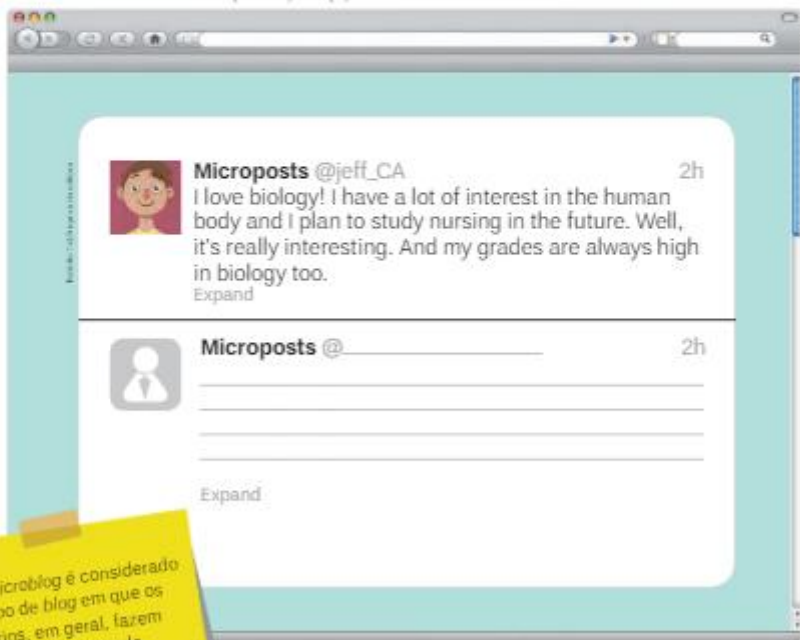 Microposts @jeff_CA 2h
I love biology! I have a lot of interest in the human
body and I plan to study nursing in the future. Well,
it's really interesting. And my grades are always high
in biology too.
Expand
Microposts @ 2h
Expand
icroblog é considerado
po de blog em que os
em geral, fazem